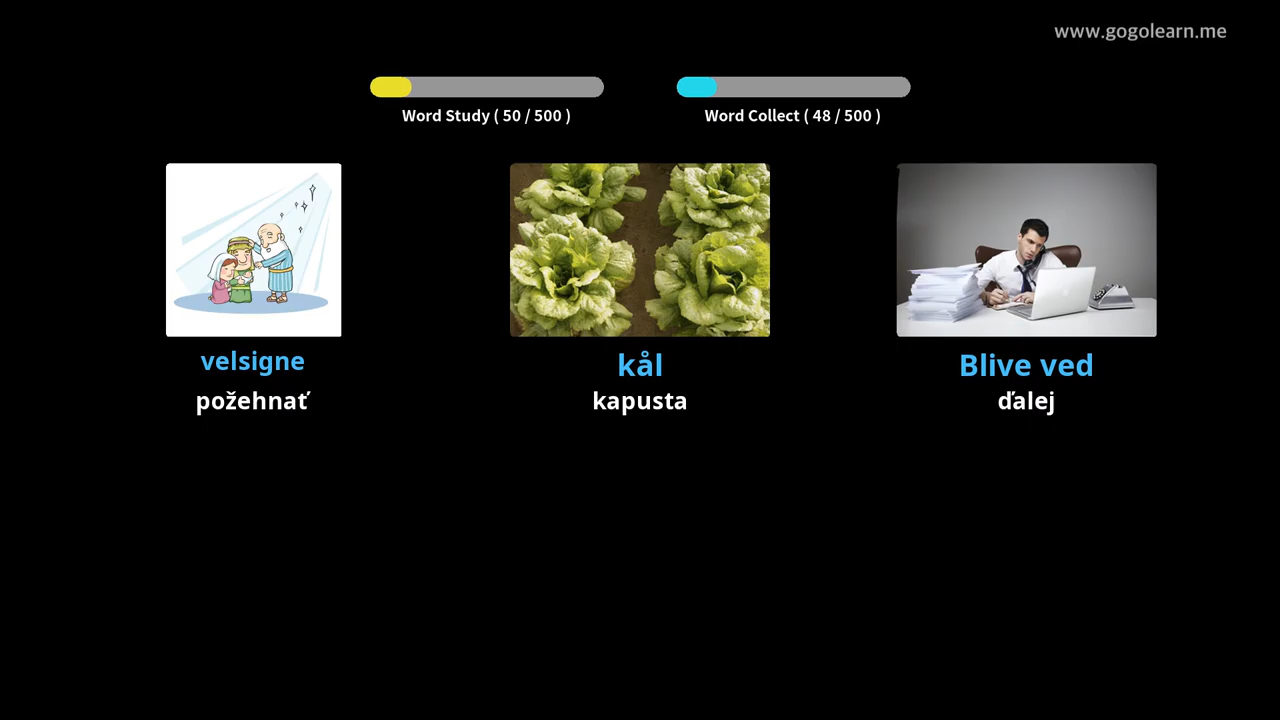 www.gogolearn.me
Word Study ( 50 / 500 )
Word Collect ( 48 / 500 )
velsigne
požehnať
kål
kapusta
Blive ved
ďalej